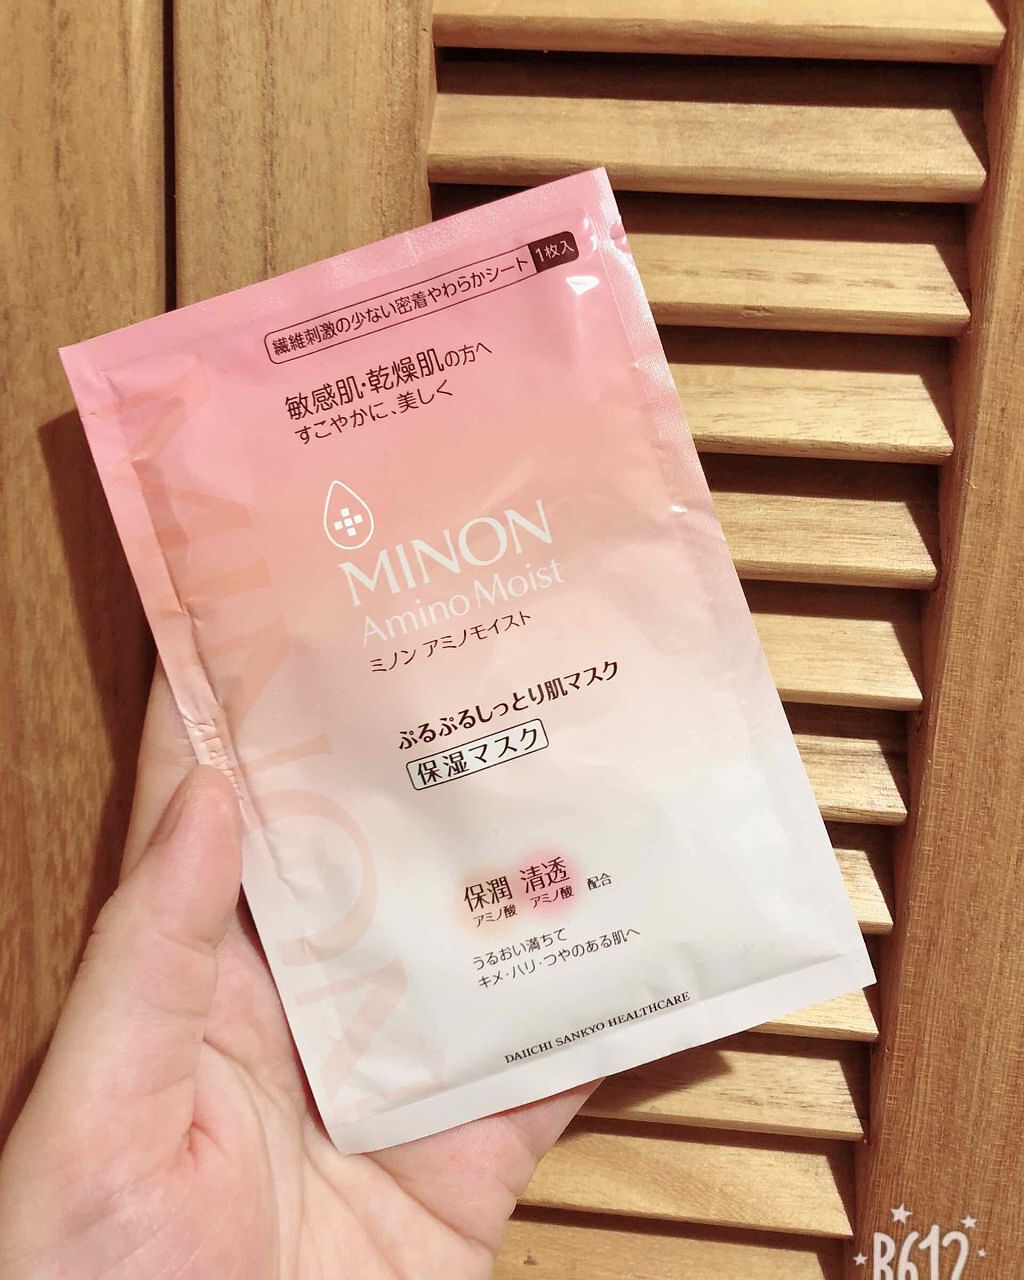 繊維刺激の少ない密着やわらかシート 1枚入
敏感肌・乾燥肌の方へ
すこやかに、美しく
MINON
Amino Moist
ミノン アミノモイスト
ぷるぷるしっとり肌マスク
保湿マスク
保潤 清透
アミノ酸 アミノ酸 配合
うるおい満ちて
キメ・ハリ・つやのある肌へ
DAIICHI SANKYO HEALTHCARE
MINON
B612